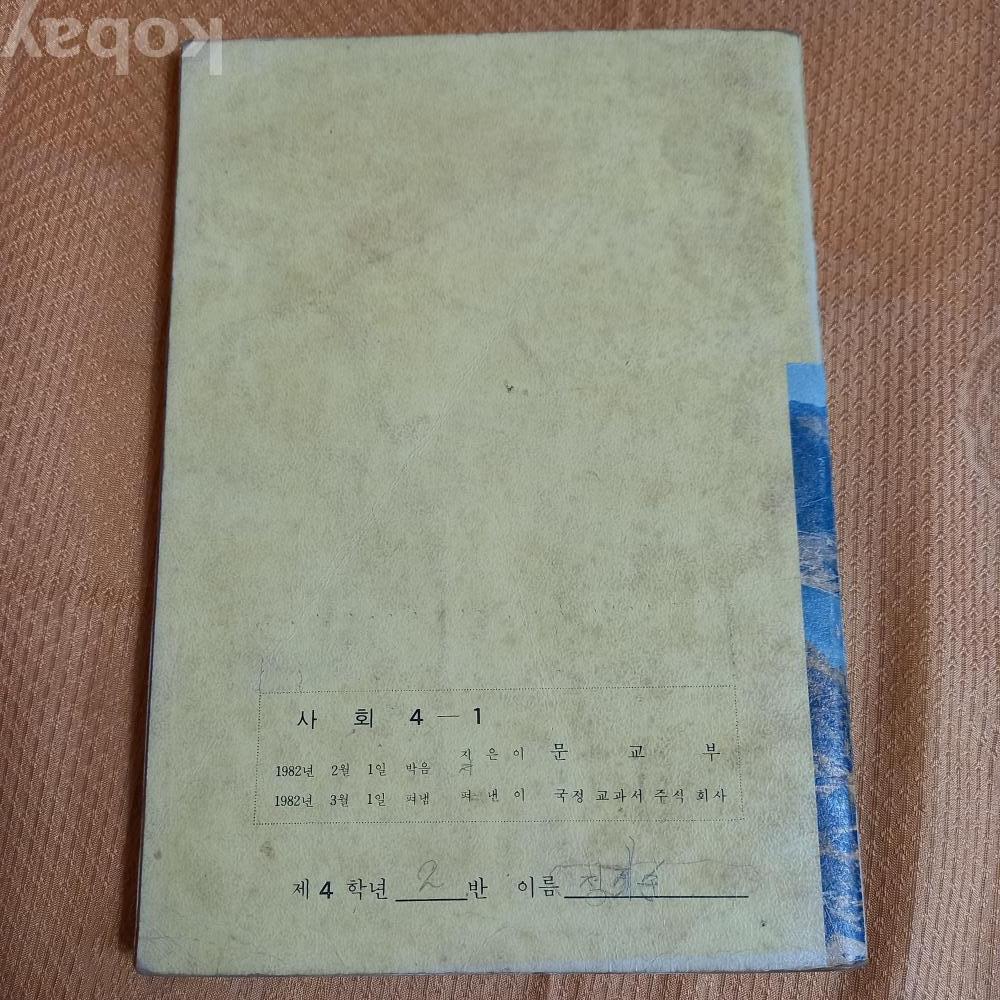 kobay
사 회 4 — 1
지 은 이 문 교 부
1982년 2월 1일 박음
1982년 3월 1일 펴냄 펴 낸 이 국정 교과서 주식 회사
제 4 학년 2 반 이름